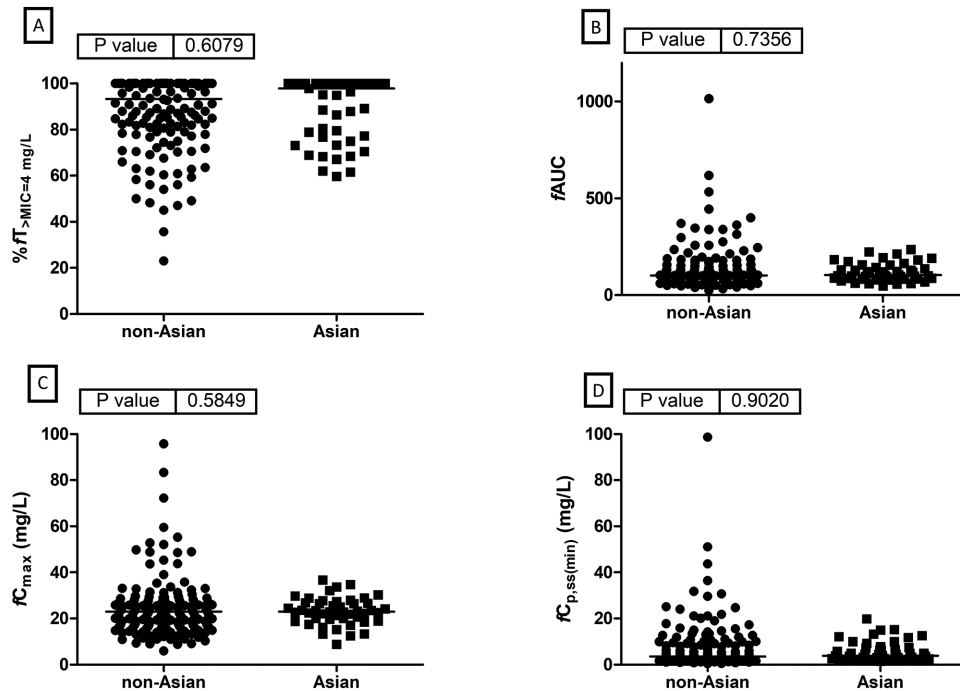 A
P value 0.6079
%fT>MIC=4 mg/L
100
80
60
40
20
0
non-Asian Asian
B
P value 0.7356
fAUC
1000
500
0
non-Asian Asian
C
P value 0.5849
fCmax (mg/L)
100
80
60
40
20
0
non-Asian Asian
D
P value 0.9020
fCp,ss(min) (mg/L)
100
80
60
40
20
0
non-Asian Asian